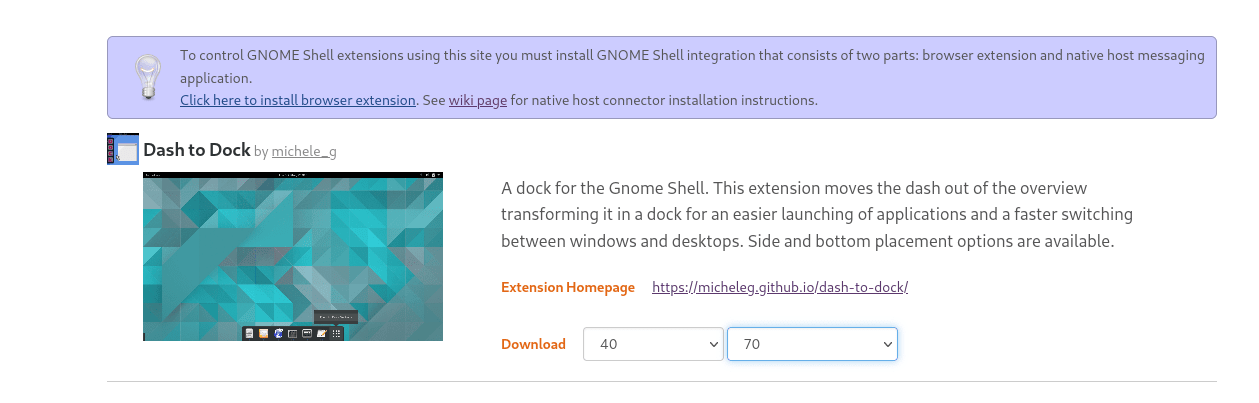 To control GNOME Shell extensions using this site you must install GNOME Shell integration that consists of two parts: browser extension and native host messaging
application.
Click here to install browser extension. See wiki page for native host connector installation instructions.
Dash to Dock by michele_g
A dock for the Gnome Shell. This extension moves the dash out of the overview
transforming it in a dock for an easier launching of applications and a faster switching
between windows and desktops. Side and bottom placement options are available.
Extension Homepage https://micheleg.github.io/dash-to-dock/
Download 40 70